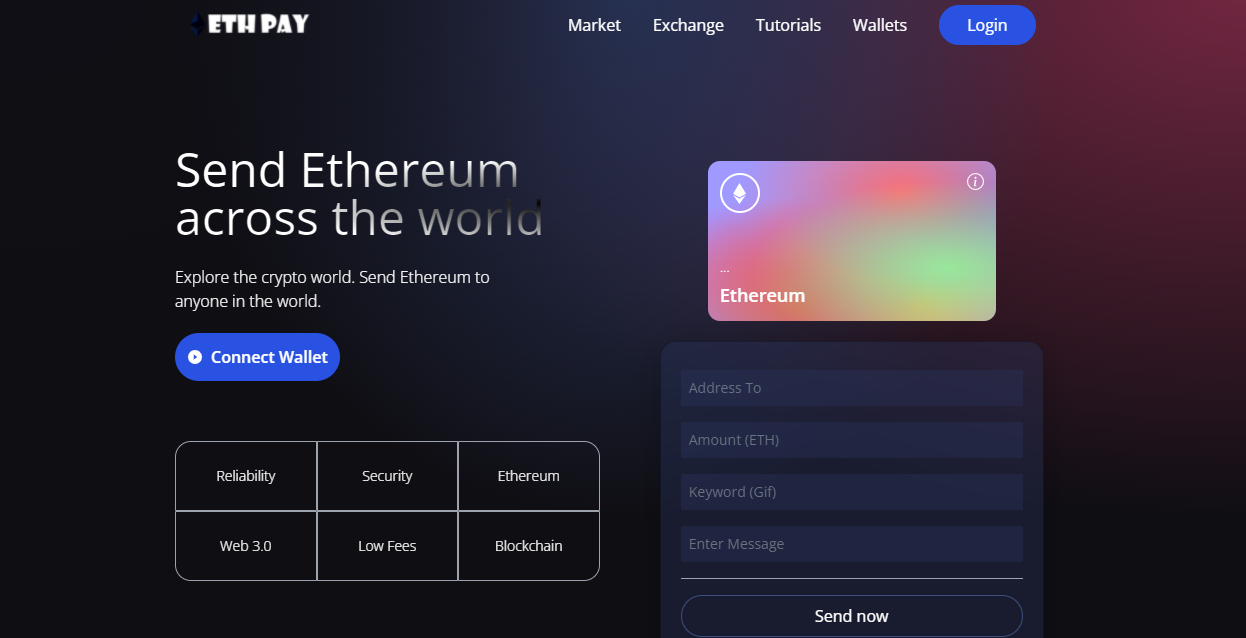 ETH PAY
Market Exchange Tutorials Wallets Login
Send Ethereum
across the world
Explore the crypto world. Send Ethereum to
anyone in the world.
Connect Wallet
Reliability Security Ethereum
Web 3.0 Low Fees Blockchain
i
...
Ethereum
Address To
Amount (ETH)
Keyword (Gif)
Enter Message
Send now